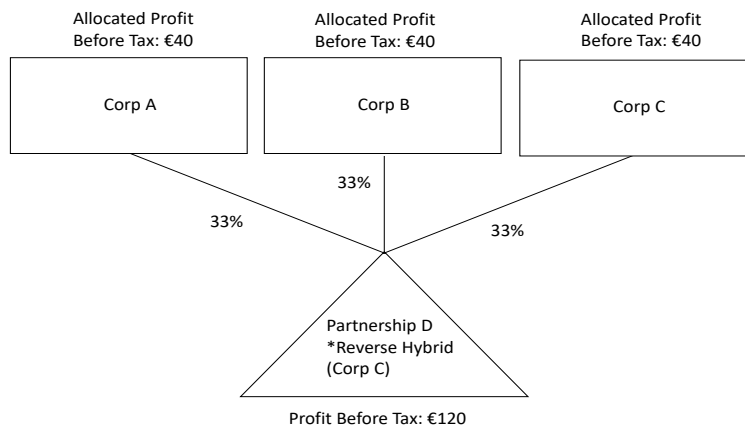 Allocated Profit
Before Tax: €40
Allocated Profit
Before Tax: €40
Allocated Profit
Before Tax: €40
Corp A
Corp B
Corp C
33%
33%
33%
Partnership D
*Reverse Hybrid
(Corp C)
Profit Before Tax: €120